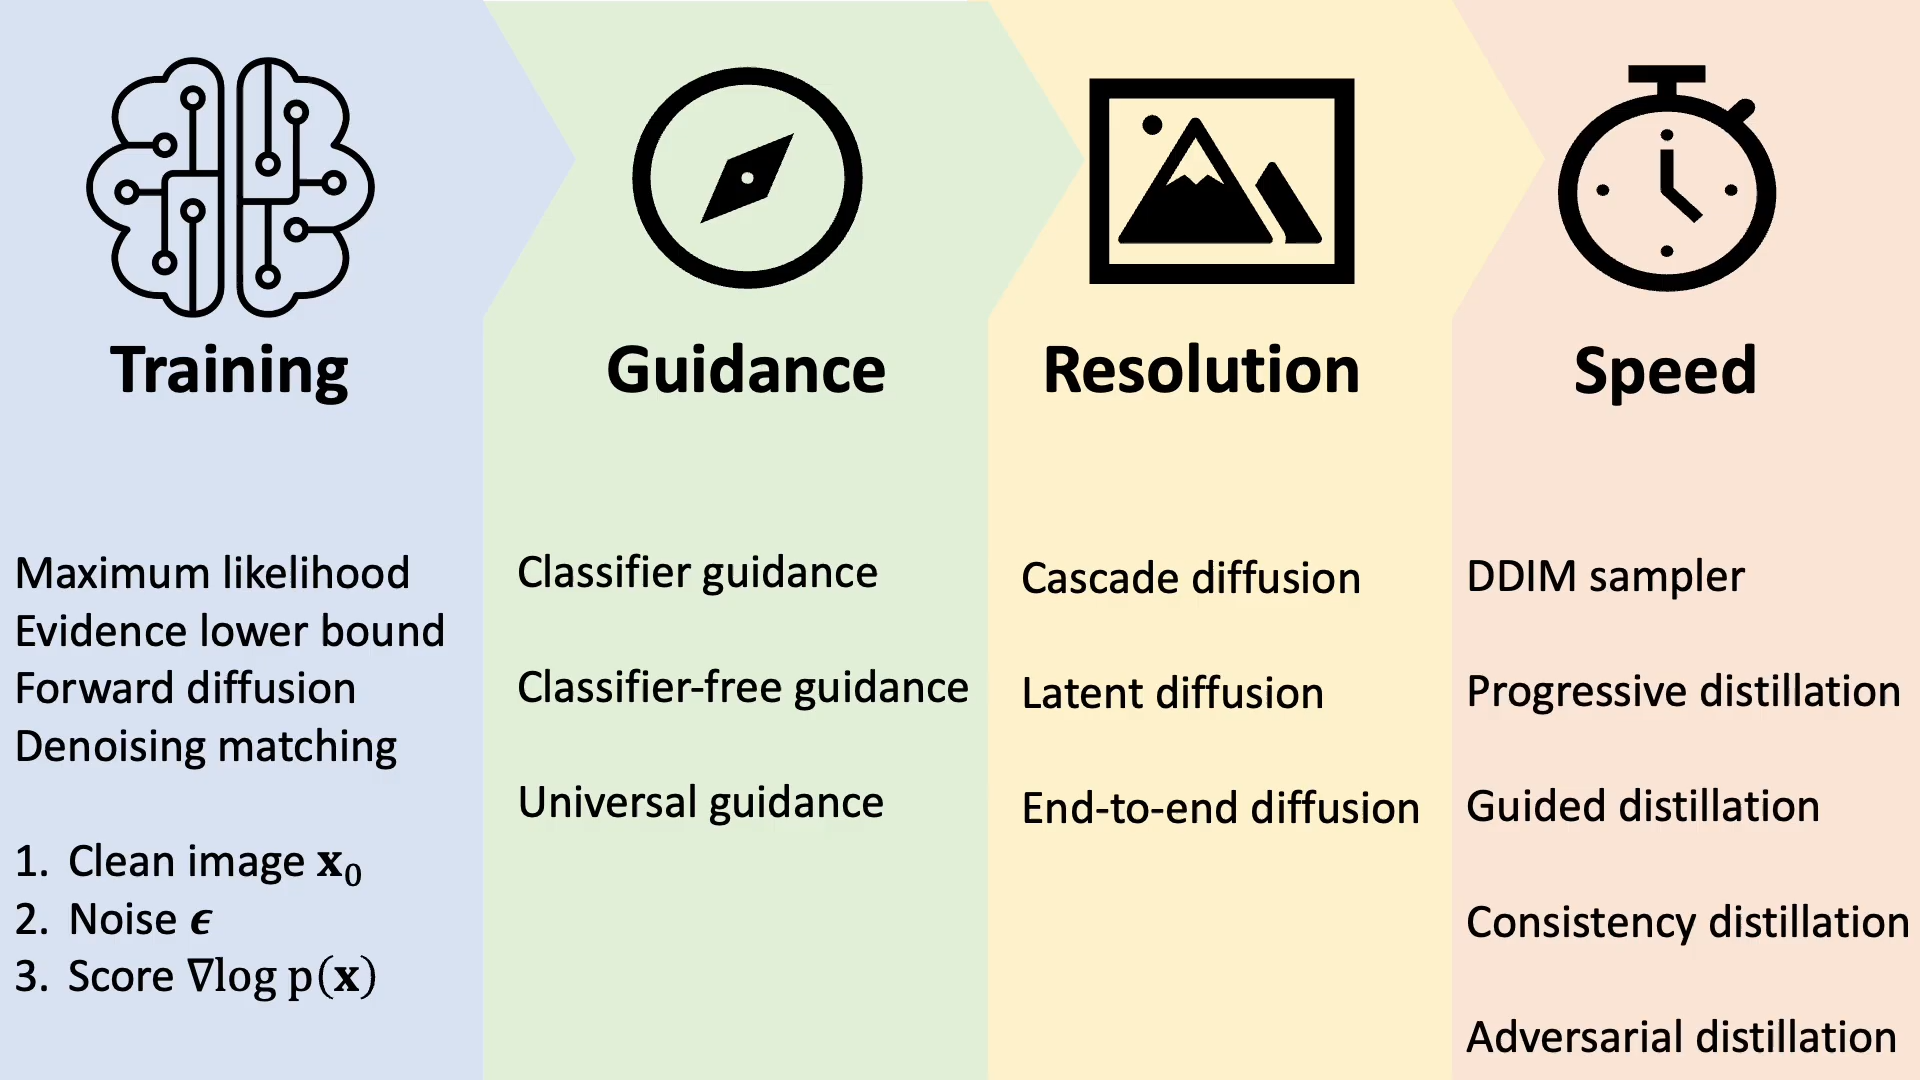 Training
Maximum likelihood
Evidence lower bound
Forward diffusion
Denoising matching
1. Clean image 𝐱₀
2. Noise 𝝐
3. Score ∇log p(𝐱)
Guidance
Classifier guidance
Classifier-free guidance
Universal guidance
Resolution
Cascade diffusion
Latent diffusion
End-to-end diffusion
Speed
DDIM sampler
Progressive distillation
Guided distillation
Consistency distillation
Adversarial distillation